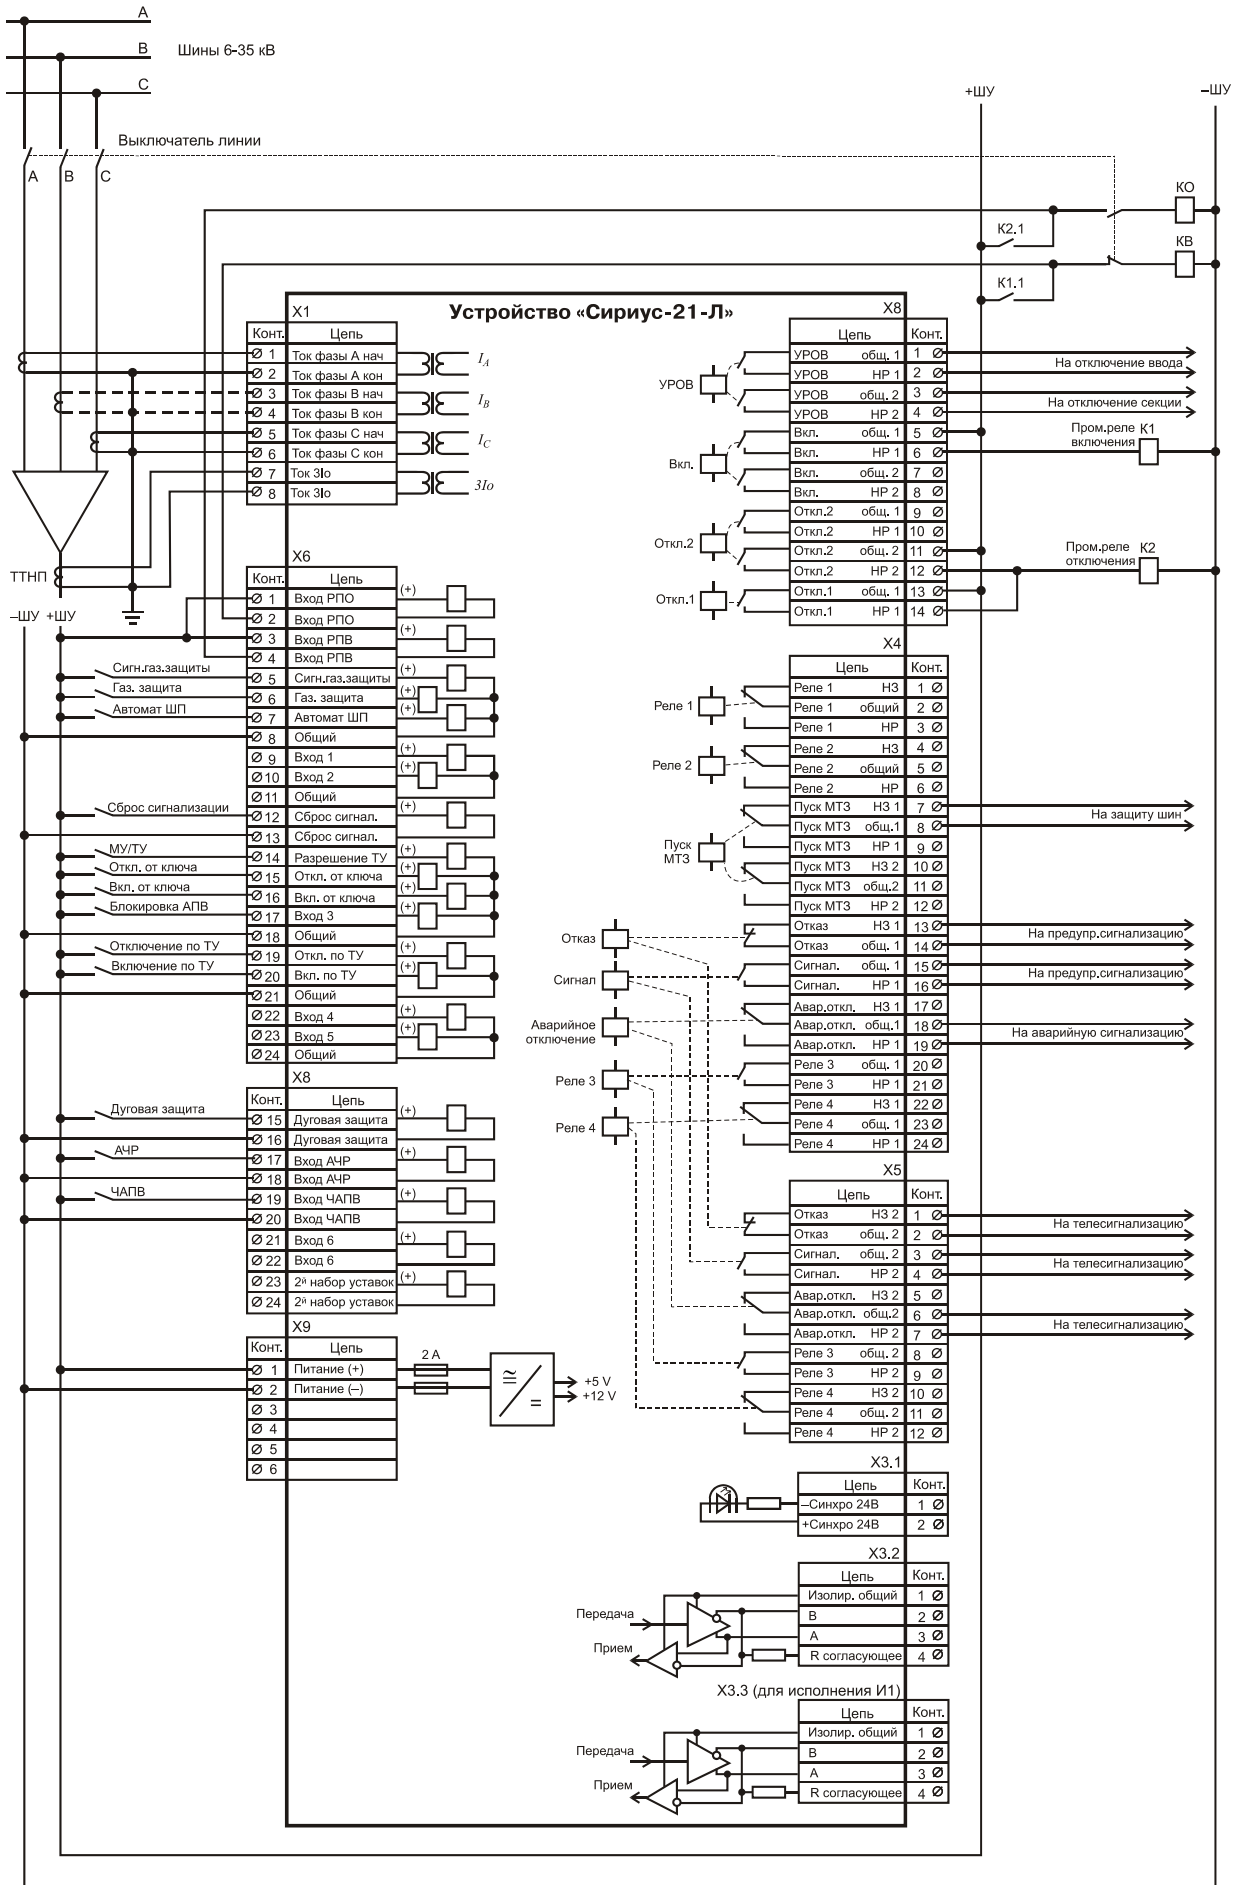 A
B
Шины 6-35 кВ
C
+ШУ
–ШУ
Выключатель линии
A
B
C
КО
К2.1
КВ
К1.1
Устройство «Сириус-21-Л»
X1
Конт. Цепь
1 Ток фазы А нач
2 Ток фазы А кон
3 Ток фазы В нач
4 Ток фазы В кон
5 Ток фазы С нач
6 Ток фазы С кон
7 Ток 3Io
8 Ток 3Io
IA
IB
IC
3Io
ТТНП
–ШУ +ШУ
X6
Конт. Цепь
1 Вход РПО (+)
2 Вход РПО
3 Вход РПВ (+)
4 Вход РПВ
Сигн.газ.защиты 5 Сигн.газ.защиты (+)
Газ. защита 6 Газ. защита (+)
Автомат ШП 7 Автомат ШП (+)
8 Общий
9 Вход 1 (+)
10 Вход 2 (+)
11 Общий
Сброс сигнализации 12 Сброс сигнал. (+)
13 Сброс сигнал.
МУ/ТУ 14 Разрешение ТУ (+)
Откл. от ключа 15 Откл. от ключа (+)
Вкл. от ключа 16 Вкл. от ключа (+)
Блокировка АПВ 17 Вход 3 (+)
18 Общий
Отключение по ТУ 19 Откл. по ТУ (+)
Включение по ТУ 20 Вкл. по ТУ (+)
21 Общий
22 Вход 4 (+)
23 Вход 5 (+)
24 Общий
X8
Конт. Цепь
Дуговая защита 15 Дуговая защита (+)
16 Дуговая защита
АЧР 17 Вход АЧР (+)
18 Вход АЧР
ЧАПВ 19 Вход ЧАПВ (+)
20 Вход ЧАПВ
21 Вход 6 (+)
22 Вход 6
23 2й набор уставок (+)
24 2й набор уставок
X9
Конт. Цепь
1 Питание (+)
2 Питание (–)
3
4
5
6
2 А
≅
=
+5 V
+12 V
X8
Цепь Конт.
УРОВ
УРОВ общ. 1 1
УРОВ НР 1 2
На отключение ввода
УРОВ общ. 2 3
УРОВ НР 2 4
На отключение секции
Вкл.
Вкл. общ. 1 5
Вкл. НР 1 6
Вкл. общ. 2 7
Вкл. НР 2 8
Пром.реле
включения К1
Откл.2
Откл.2 общ. 1 9
Откл.2 НР 1 10
Откл.2 общ. 2 11
Откл.2 НР 2 12
Пром.реле
отключения К2
Откл.1
Откл.1 общ. 1 13
Откл.1 НР 1 14
X4
Цепь Конт.
Реле 1
Реле 1 НЗ 1
Реле 1 общий 2
Реле 1 НР 3
Реле 2
Реле 2 НЗ 4
Реле 2 общий 5
Реле 2 НР 6
Пуск
МТЗ
Пуск МТЗ НЗ 1 7
Пуск МТЗ общ.1 8
На защиту шин
Пуск МТЗ НР 1 9
Пуск МТЗ НЗ 2 10
Пуск МТЗ общ.2 11
Пуск МТЗ НР 2 12
Отказ
Отказ НЗ 1 13
Отказ общ. 1 14
На предупр.сигнализацию
Сигнал
Сигнал. общ. 1 15
Сигнал. НР 1 16
На предупр.сигнализацию
Аварийное
отключение
Авар.откл. НЗ 1 17
Авар.откл. общ.1 18
Авар.откл. НР 1 19
На аварийную сигнализацию
Реле 3
Реле 3 общ. 1 20
Реле 3 НР 1 21
Реле 4
Реле 4 НЗ 1 22
Реле 4 общ. 1 23
Реле 4 НР 1 24
X5
Цепь Конт.
Отказ НЗ 2 1
Отказ общ. 2 2
На телесигнализацию
Сигнал. общ. 2 3
Сигнал. НР 2 4
На телесигнализацию
Авар.откл. НЗ 2 5
Авар.откл. общ.2 6
Авар.откл. НР 2 7
На телесигнализацию
Реле 3 общ. 2 8
Реле 3 НР 2 9
Реле 4 НЗ 2 10
Реле 4 общ. 2 11
Реле 4 НР 2 12
X3.1
Цепь Конт.
–Синхро 24В 1
+Синхро 24В 2
X3.2
Цепь Конт.
Изолир. общий 1
В 2
А 3
R согласующее 4
Передача
Прием
X3.3 (для исполнения И1)
Цепь Конт.
Изолир. общий 1
В 2
А 3
R согласующее 4
Передача
Прием